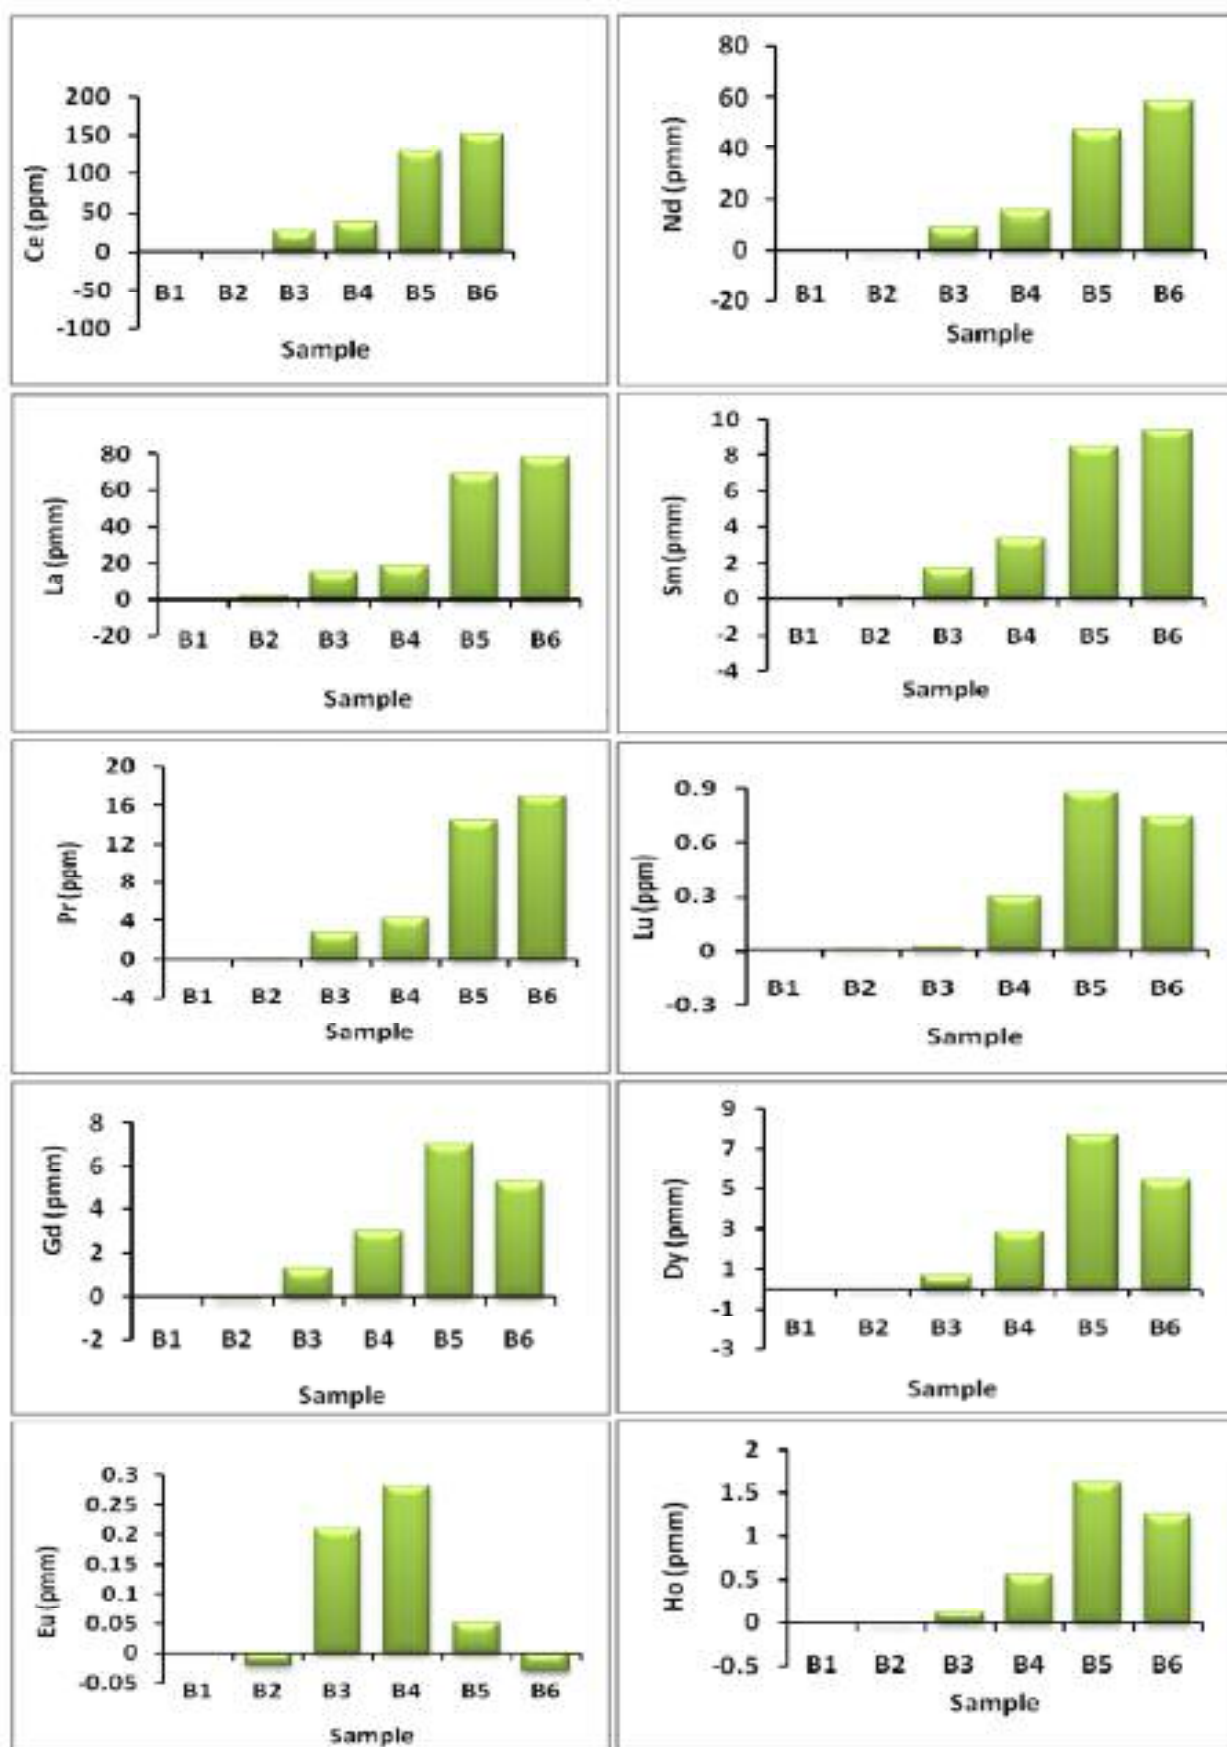 Ce (ppm)
200
150
100
50
0
-50
-100
B1 B2 B3 B4 B5 B6
Sample
Nd (pmm)
80
60
40
20
0
-20
B1 B2 B3 B4 B5 B6
Sample
La (pmm)
80
60
40
20
0
-20
B1 B2 B3 B4 B5 B6
Sample
Sm (pmm)
10
8
6
4
2
0
-2
-4
B1 B2 B3 B4 B5 B6
Sample
Pr (ppm)
20
16
12
8
4
0
-4
B1 B2 B3 B4 B5 B6
Sample
Lu (ppm)
0.9
0.6
0.3
0
-0.3
B1 B2 B3 B4 B5 B6
Sample
Gd (pmm)
8
6
4
2
0
-2
B1 B2 B3 B4 B5 B6
Sample
Dy (pmm)
9
7
5
3
1
-1
-3
B1 B2 B3 B4 B5 B6
Sample
Eu (pmm)
0.3
0.25
0.2
0.15
0.1
0.05
0
-0.05
B1 B2 B3 B4 B5 B6
Sample
Ho (pmm)
2
1.5
1
0.5
0
-0.5
B1 B2 B3 B4 B5 B6
Sample